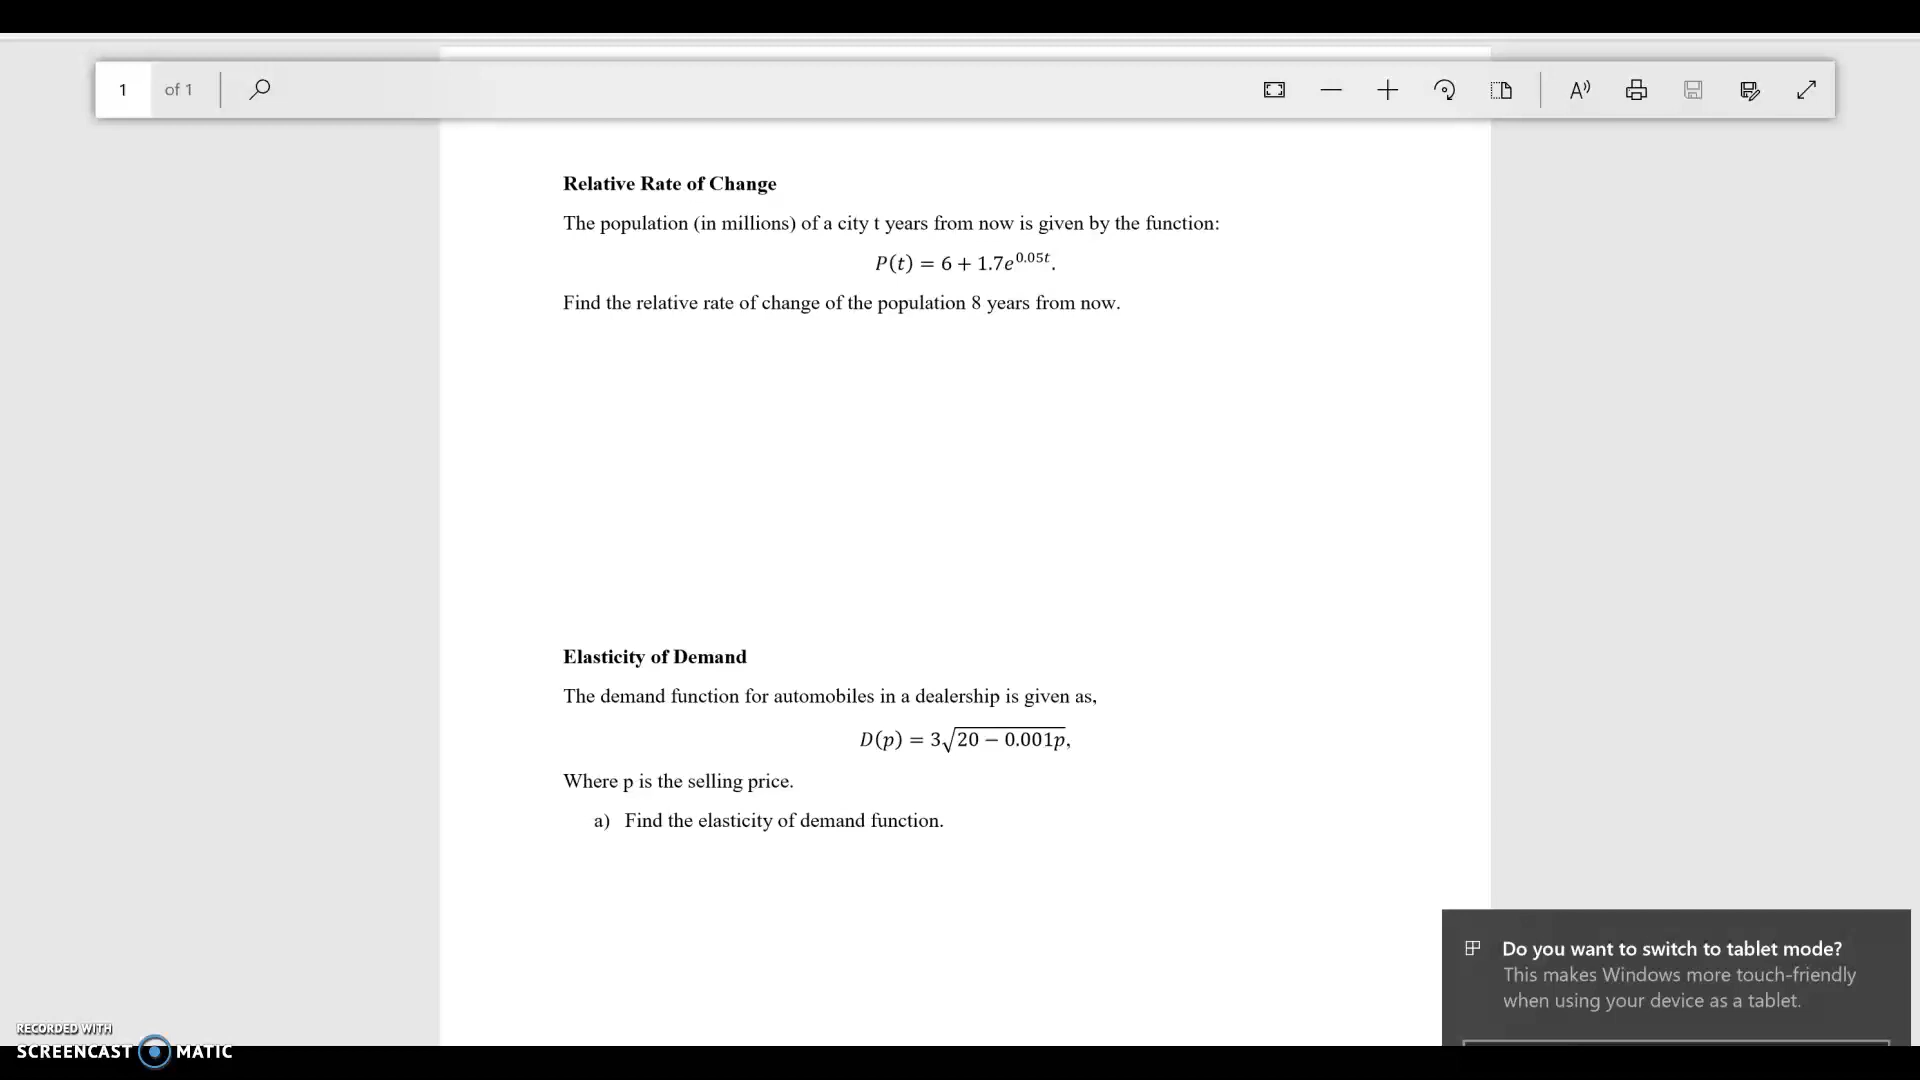 1 of 1
Relative Rate of Change
The population (in millions) of a city t years from now is given by the function:
P(t) = 6 + 1.7e^{0.05t}.
Find the relative rate of change of the population 8 years from now.
Elasticity of Demand
The demand function for automobiles in a dealership is given as,
D(p) = 3√(20 − 0.001p),
Where p is the selling price.
a) Find the elasticity of demand function.
Do you want to switch to tablet mode?
This makes Windows more touch-friendly
when using your device as a tablet.
RECORDED WITH
SCREENCAST MATIC